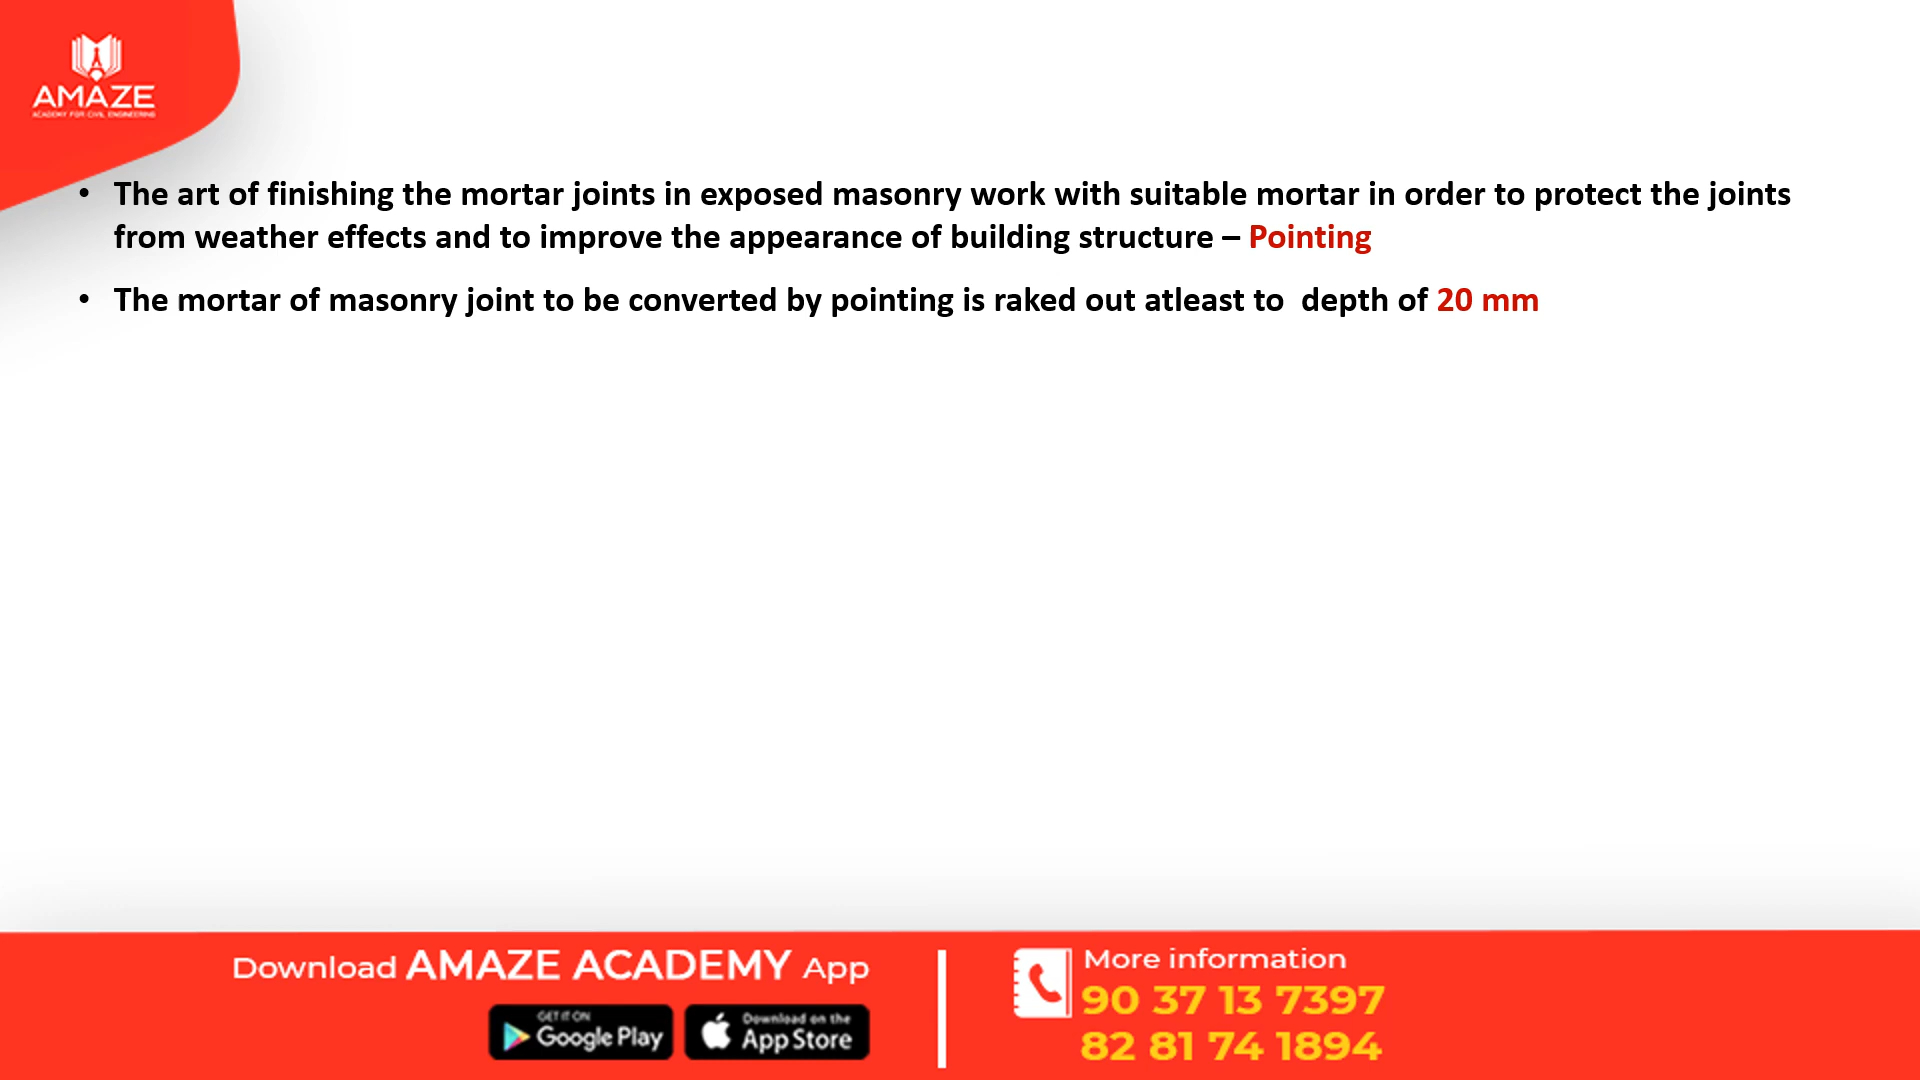 AMAZE
ACADEMY FOR CIVIL ENGINEERING
• The art of finishing the mortar joints in exposed masonry work with suitable mortar in order to protect the joints
from weather effects and to improve the appearance of building structure – Pointing
• The mortar of masonry joint to be converted by pointing is raked out atleast to  depth of 20 mm
Download AMAZE ACADEMY App
GET IT ON
Google Play
Download on the
App Store
More information
90 37 13 7397
82 81 74 1894